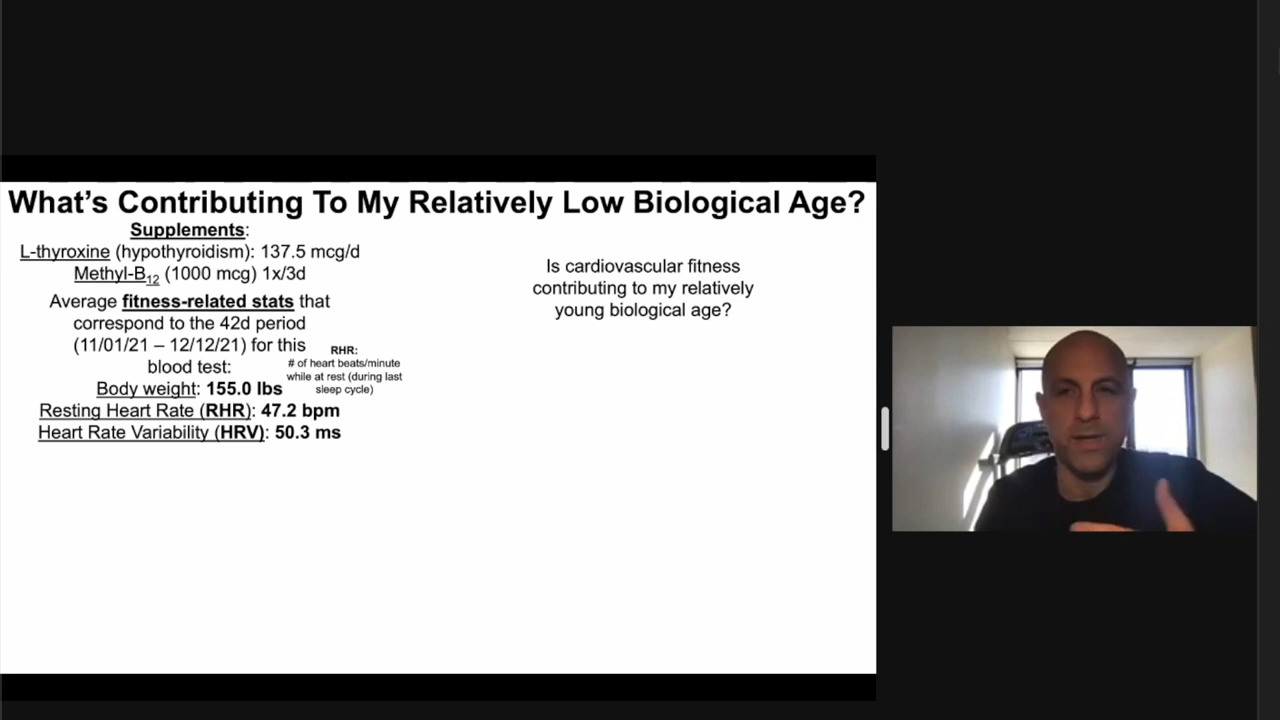 What's Contributing To My Relatively Low Biological Age?
Supplements:
L-thyroxine (hypothyroidism): 137.5 mcg/d
Methyl-B12 (1000 mcg) 1x/3d
Average fitness-related stats that
correspond to the 42d period
(11/01/21 – 12/12/21) for this
blood test:
Body weight: 155.0 lbs
Resting Heart Rate (RHR): 47.2 bpm
Heart Rate Variability (HRV): 50.3 ms
RHR:
# of heart beats/minute
while at rest (during last
sleep cycle)
Is cardiovascular fitness
contributing to my relatively
young biological age?